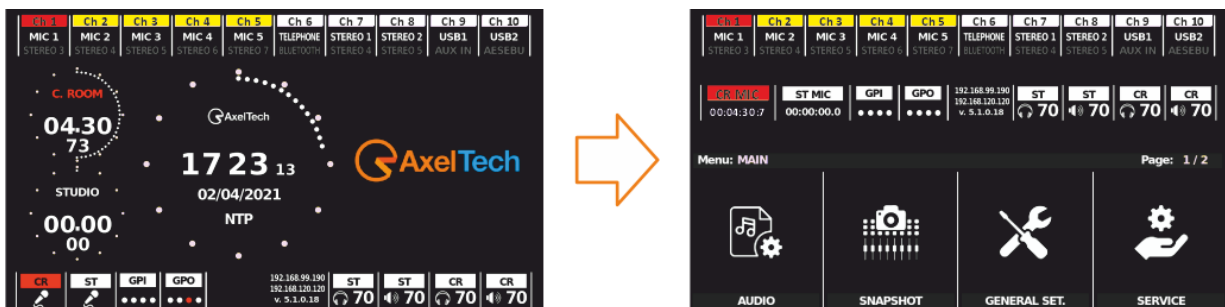 Ch 1 Ch 2 Ch 3 Ch 4 Ch 5 Ch 6 Ch 7 Ch 8 Ch 9 Ch 10
MIC 1 MIC 2 MIC 3 MIC 4 MIC 5 TELEPHONE STEREO 1 STEREO 2 USB1 USB2
STEREO 3 STEREO 4 STEREO 5 STEREO 6 STEREO 7 BLUETOOTH STEREO 4 STEREO 5 AUX IN AESEBU
C. ROOM
04.30
73
STUDIO
00.00
00
AxelTech
17 23 13
02/04/2021
NTP
AxelTech
CR ST GPI GPO
192.168.99.190
192.168.120.120
v. 5.1.0.18
ST ST CR CR
70 70 70 70
Ch 1 Ch 2 Ch 3 Ch 4 Ch 5 Ch 6 Ch 7 Ch 8 Ch 9 Ch 10
MIC 1 MIC 2 MIC 3 MIC 4 MIC 5 TELEPHONE STEREO 1 STEREO 2 USB1 USB2
STEREO 3 STEREO 4 STEREO 5 STEREO 6 STEREO 7 BLUETOOTH STEREO 4 STEREO 5 AUX IN AESEBU
CR MIC ST MIC GPI GPO
00:04:30:7 00:00:00.0
192.168.99.190
192.168.120.120
v. 5.1.0.18
ST ST CR CR
70 70 70 70
Menu: MAIN Page: 1/2
AUDIO SNAPSHOT GENERAL SET. SERVICE